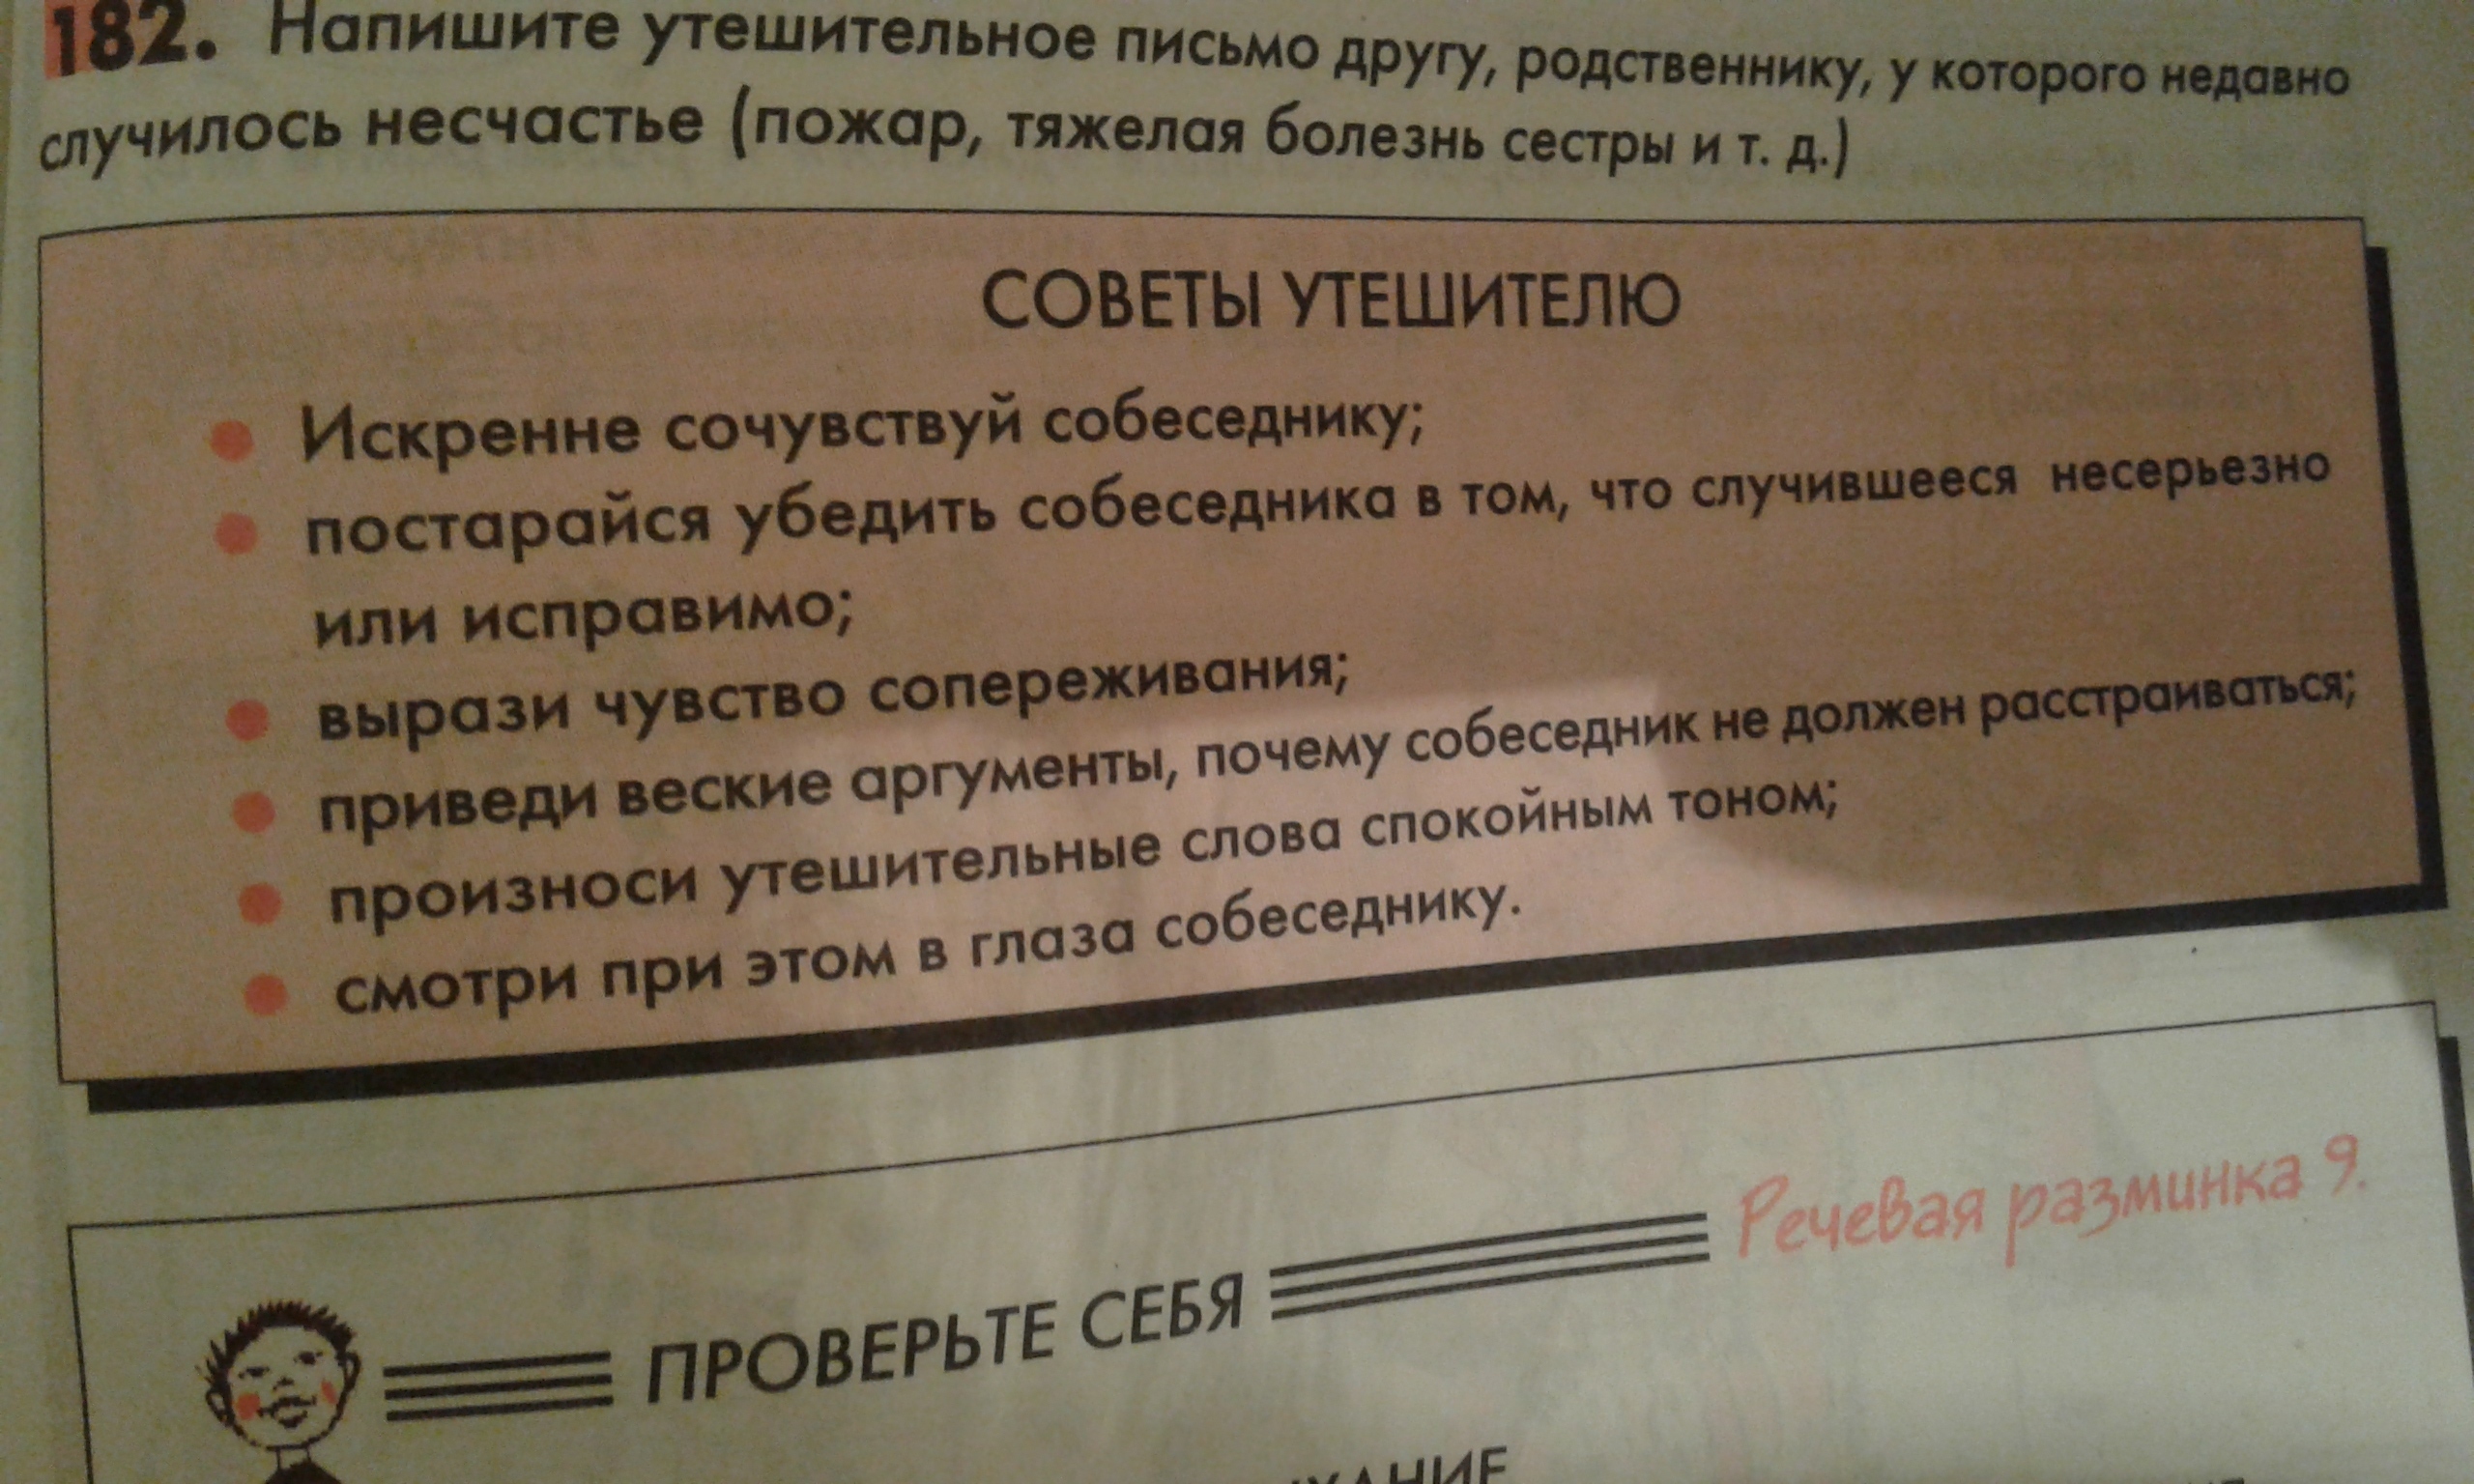 182. Напишите утешительное письмо другу, родственнику, у которого недавно
случилось несчастье (пожар, тяжелая болезнь сестры и т. д.)
СОВЕТЫ УТЕШИТЕЛЮ
● Искренне сочувствуй собеседнику;
● постарайся убедить собеседника в том, что случившееся несерьезно
или исправимо;
● вырази чувство сопереживания;
● приведи веские аргументы, почему собеседник не должен расстраиваться;
● произноси утешительные слова спокойным тоном;
● смотри при этом в глаза собеседнику.
ПРОВЕРЬТЕ СЕБЯ
Речевая разминка 9.